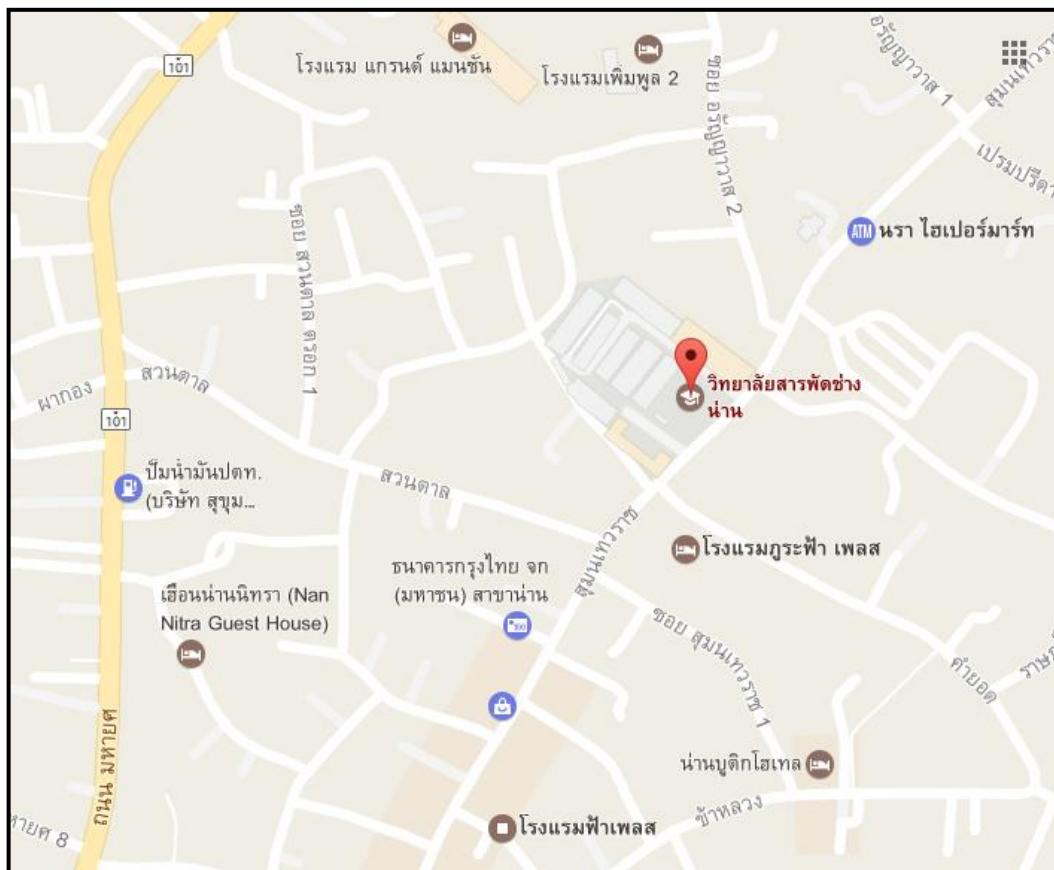 อรัญญาวาส 1
สุมนเทวราช
101
โรงแรม แกรนด์ แมนชั่น
โรงแรมเพิ่มพูล 2
ซอย อรัญญาวาส 2
เปรมปรีดา
ATM นรา ไฮเปอร์มาร์ท
ซอย สวนตาล ตรอก 1
ผากอง
สวนตาล
วิทยาลัยสารพัดช่าง
น่าน
101
ปั๊มน้ำมันปตท.
(บริษัท สุขุม...
สวนตาล
สุมนเทวราช
โรงแรมภูระฟ้า เพลส
ธนาคารกรุงไทย จก
(มหาชน) สาขาน่าน
เฮือนน่านนิทรา (Nan
Nitra Guest House)
ซอย สุมนเทวราช 1
คำยอด
ราษฎ
ถนน มหายศ
น่านบูติกโฮเทล
ข้าหลวง
หายศ 8
โรงแรมฟ้าเพลส